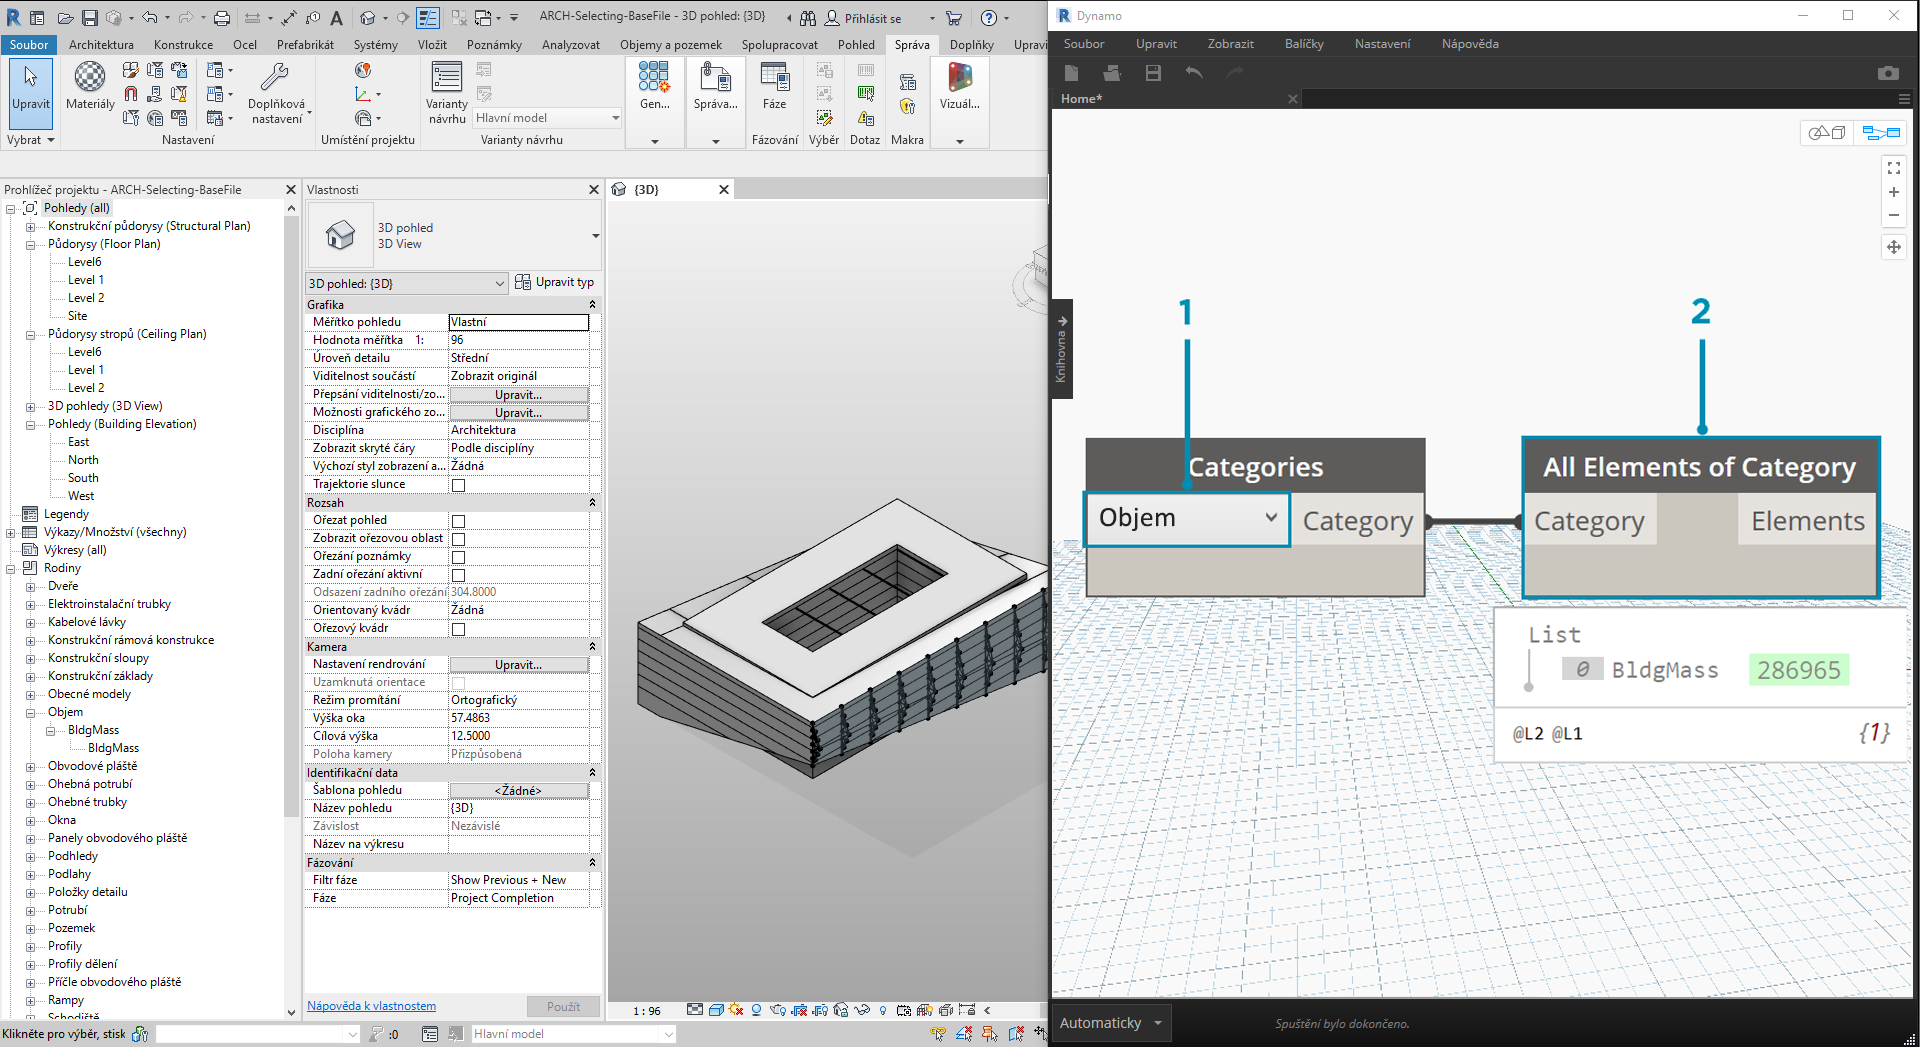 ARCH-Selecting-BaseFile - 3D pohled: {3D}
Přihlásit se
Soubor
Architektura
Konstrukce
Ocel
Prefabrikát
Systémy
Vložit
Poznámky
Analyzovat
Objemy a pozemek
Spolupracovat
Pohled
Správa
Doplňky
Upravi
Upravit
Materiály
Doplňková
nastavení
Varianty
návrhu
Hlavní model
Gen...
Správa...
Fáze
Vizuál...
Vybrat
Nastavení
Umístění projektu
Varianty návrhu
Fázování
Výběr
Dotaz
Makra
Prohlížeč projektu - ARCH-Selecting-BaseFile
Pohledy (all)
Konstrukční půdorysy (Structural Plan)
Půdorysy (Floor Plan)
Level6
Level 1
Level 2
Site
Půdorysy stropů (Ceiling Plan)
Level6
Level 1
Level 2
3D pohledy (3D View)
Pohledy (Building Elevation)
East
North
South
West
Legendy
Výkazy/Množství (všechny)
Výkresy (all)
Rodiny
Dveře
Elektroinstalační trubky
Kabelové lávky
Konstrukční rámová konstrukce
Konstrukční sloupy
Konstrukční základy
Obecné modely
Objem
BldgMass
BldgMass
Obvodové pláště
Ohebná potrubí
Ohebné trubky
Okna
Panely obvodového pláště
Podhledy
Podlahy
Položky detailu
Potrubí
Pozemek
Profily
Profily dělení
Příčle obvodového pláště
Rampy
Schodiště
Vlastnosti
3D pohled
3D View
3D pohled: {3D}
Upravit typ
Grafika
Měřítko pohledu Vlastní
Hodnota měřítka 1: 96
Úroveň detailu Střední
Viditelnost součástí Zobrazit originál
Přepsání viditelnosti/zo... Upravit...
Možnosti grafického zo... Upravit...
Disciplína Architektura
Zobrazit skryté čáry Podle disciplíny
Výchozí styl zobrazení a... Žádná
Trajektorie slunce
Rozsah
Ořezat pohled
Zobrazit ořezovou oblast
Ořezání poznámky
Zadní ořezání aktivní
Odsazení zadního ořezání 304.8000
Orientovaný kvádr Žádná
Ořezový kvádr
Kamera
Nastavení rendrování Upravit...
Uzamknutá orientace
Režim promítání Ortografický
Výška oka 57.4863
Cílová výška 12.5000
Poloha kamery Přizpůsobená
Identifikační data
Šablona pohledu <Žádné>
Název pohledu {3D}
Závislost Nezávislé
Název na výkresu
Fázování
Filtr fáze Show Previous + New
Fáze Project Completion
Nápověda k vlastnostem
Použít
{3D}
1 : 96
Klikněte pro výběr, stisk
:0
Hlavní model
Dynamo
Soubor
Upravit
Zobrazit
Balíčky
Nastavení
Nápověda
Home*
Knihovna
1
2
Categories
Objem
Category
All Elements of Category
Category
Elements
List
0 BldgMass 286965
@L2 @L1
{1}
Automaticky
Spuštění bylo dokončeno.